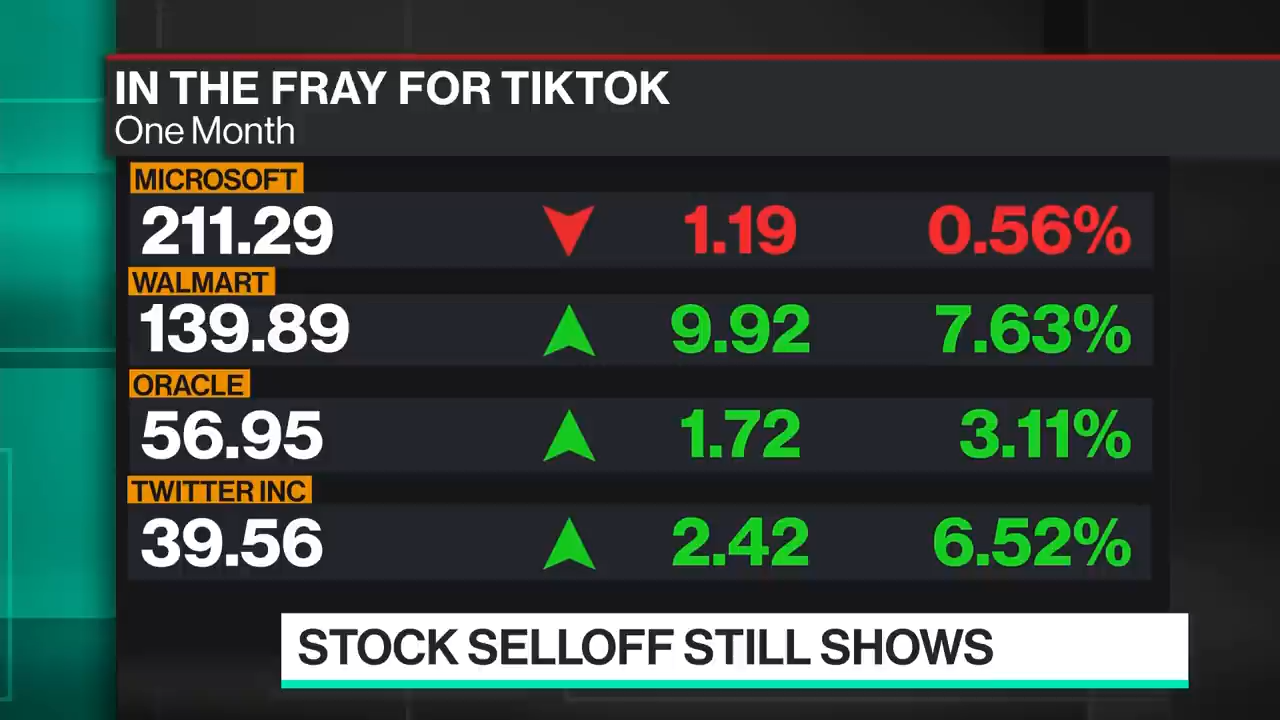 IN THE FRAY FOR TIKTOK
One Month
MICROSOFT
211.29 1.19 0.56%
WALMART
139.89 9.92 7.63%
ORACLE
56.95 1.72 3.11%
TWITTER INC
39.56 2.42 6.52%
STOCK SELLOFF STILL SHOWS